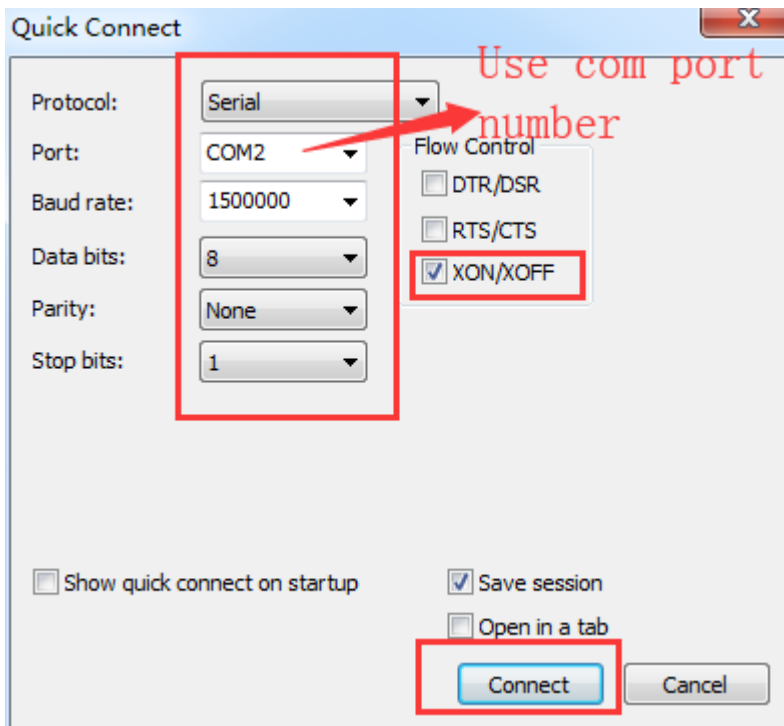 Quick Connect
Use com port
number
Protocol: Serial
Port: COM2
Baud rate: 1500000
Data bits: 8
Parity: None
Stop bits: 1
Flow Control
DTR/DSR
RTS/CTS
XON/XOFF
Show quick connect on startup
Save session
Open in a tab
Connect
Cancel